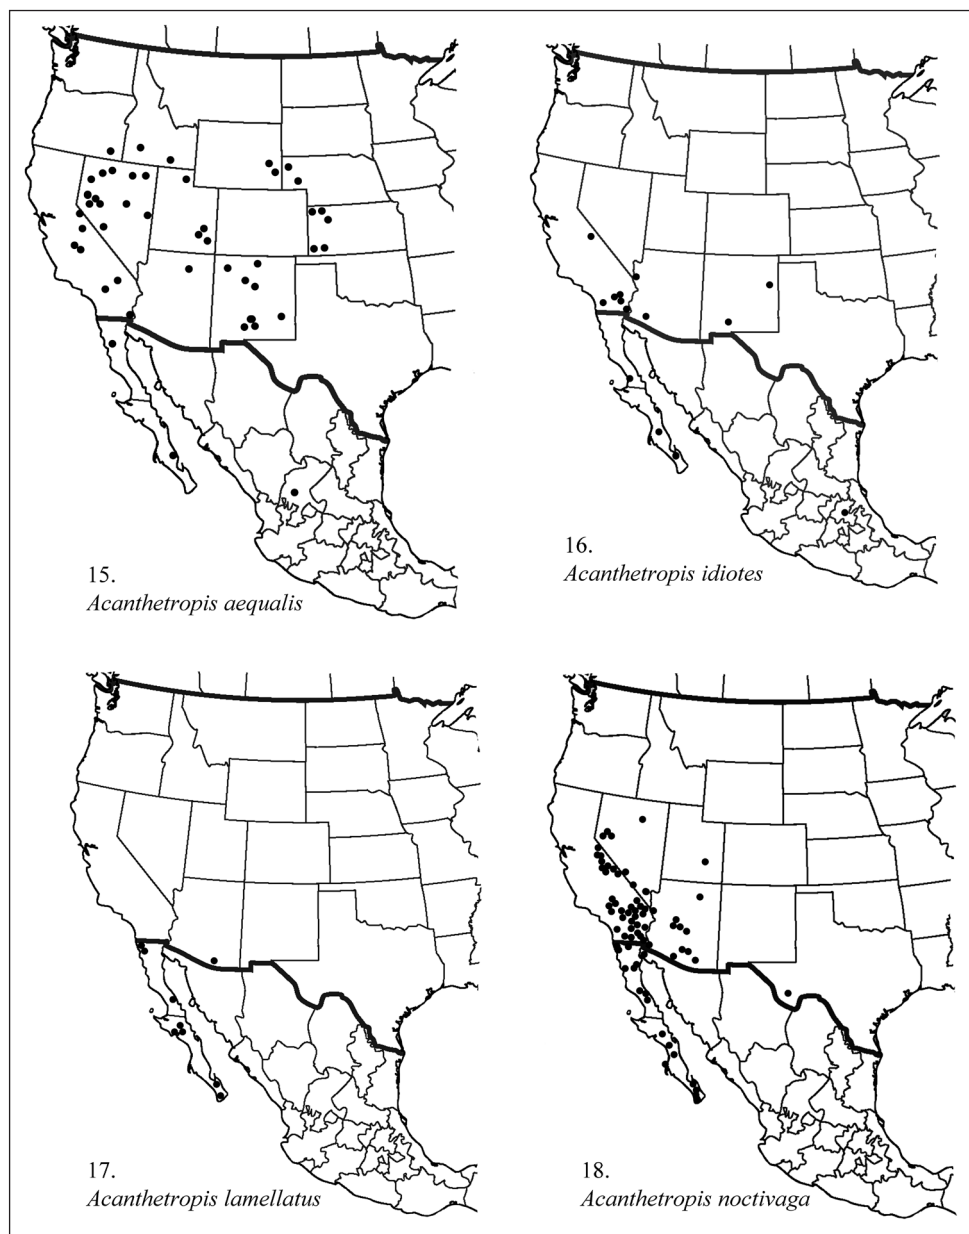 15.
Acanthetropis aequalis
16.
Acanthetropis idiotes
17.
Acanthetropis lamellatus
18.
Acanthetropis noctivaga